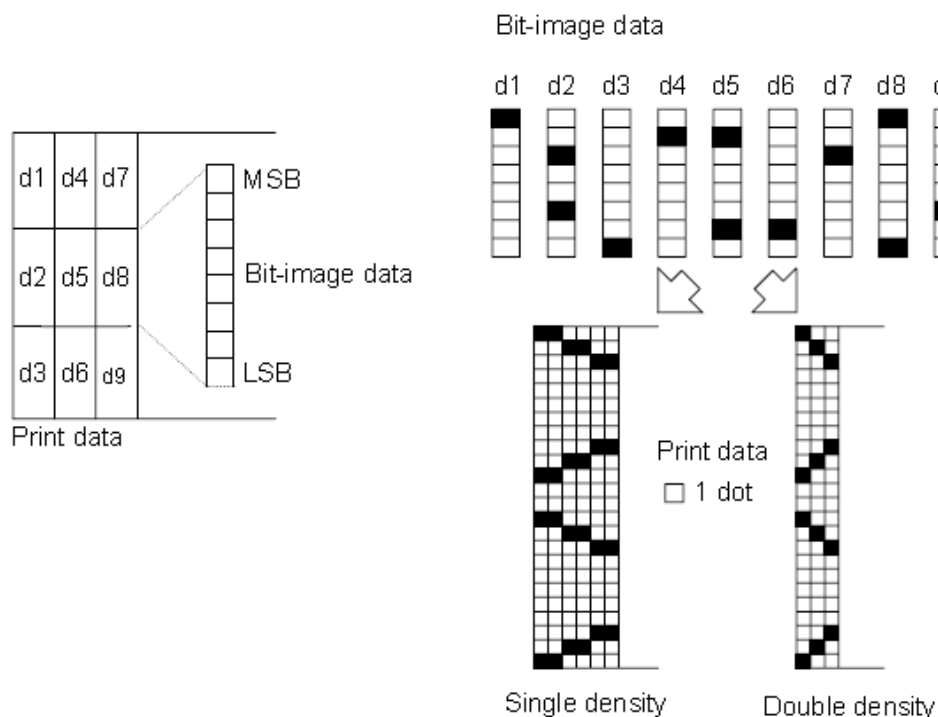 Bit-image data
d1 d2 d3 d4 d5 d6 d7 d8
d1 d4 d7
MSB
d2 d5 d8
Bit-image data
d3 d6 d9
LSB
Print data
Print data
1 dot
Single density
Double density